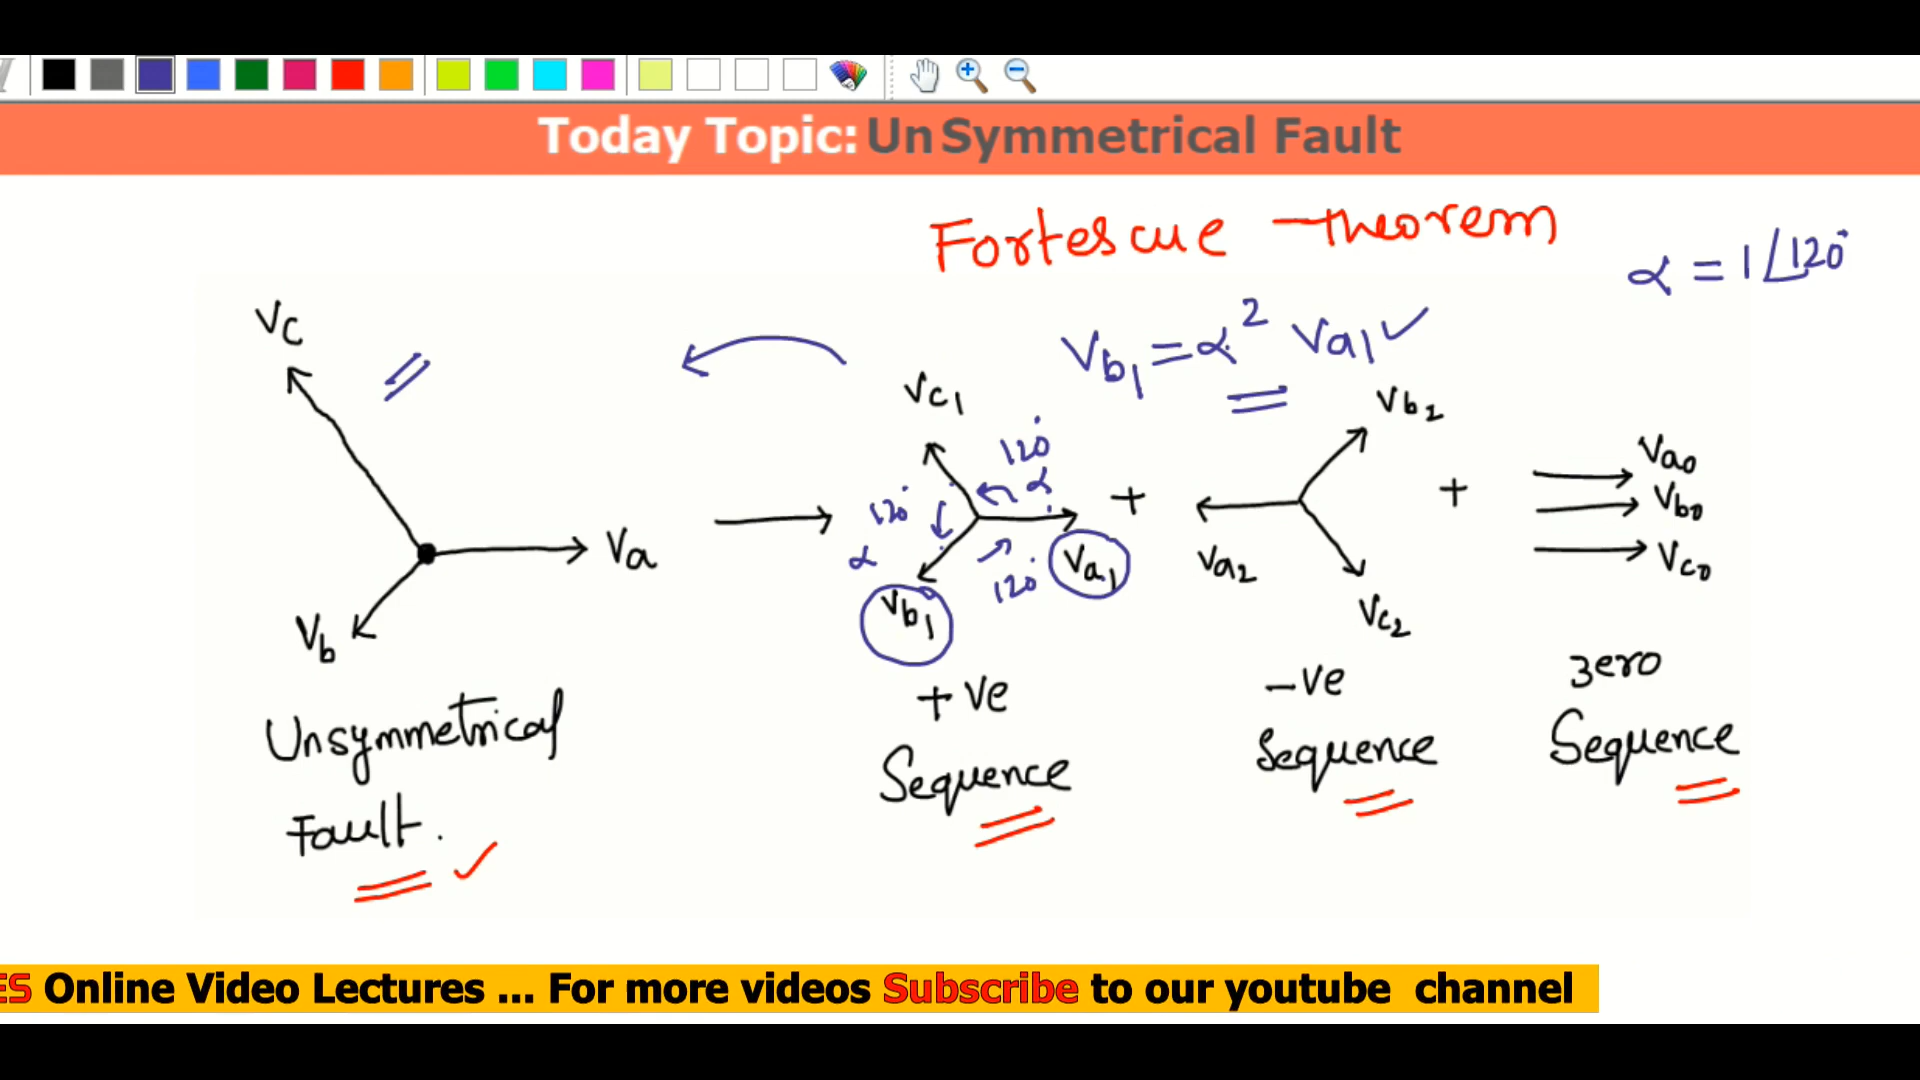 Today Topic: UnSymmetrical Fault
Fortescue theorem
α = 1∠120°
Vb1 = α² Va1 ✓
Vc
Va
Vb
Unsymmetrical
Fault.
Vc1
120°
α
120°
α
120°
Va1
Vb1
+ve
Sequence
+
Vb2
Va2
Vc2
-ve
Sequence
+
Va0
Vb0
Vc0
zero
Sequence
ES Online Video Lectures ... For more videos Subscribe to our youtube channel